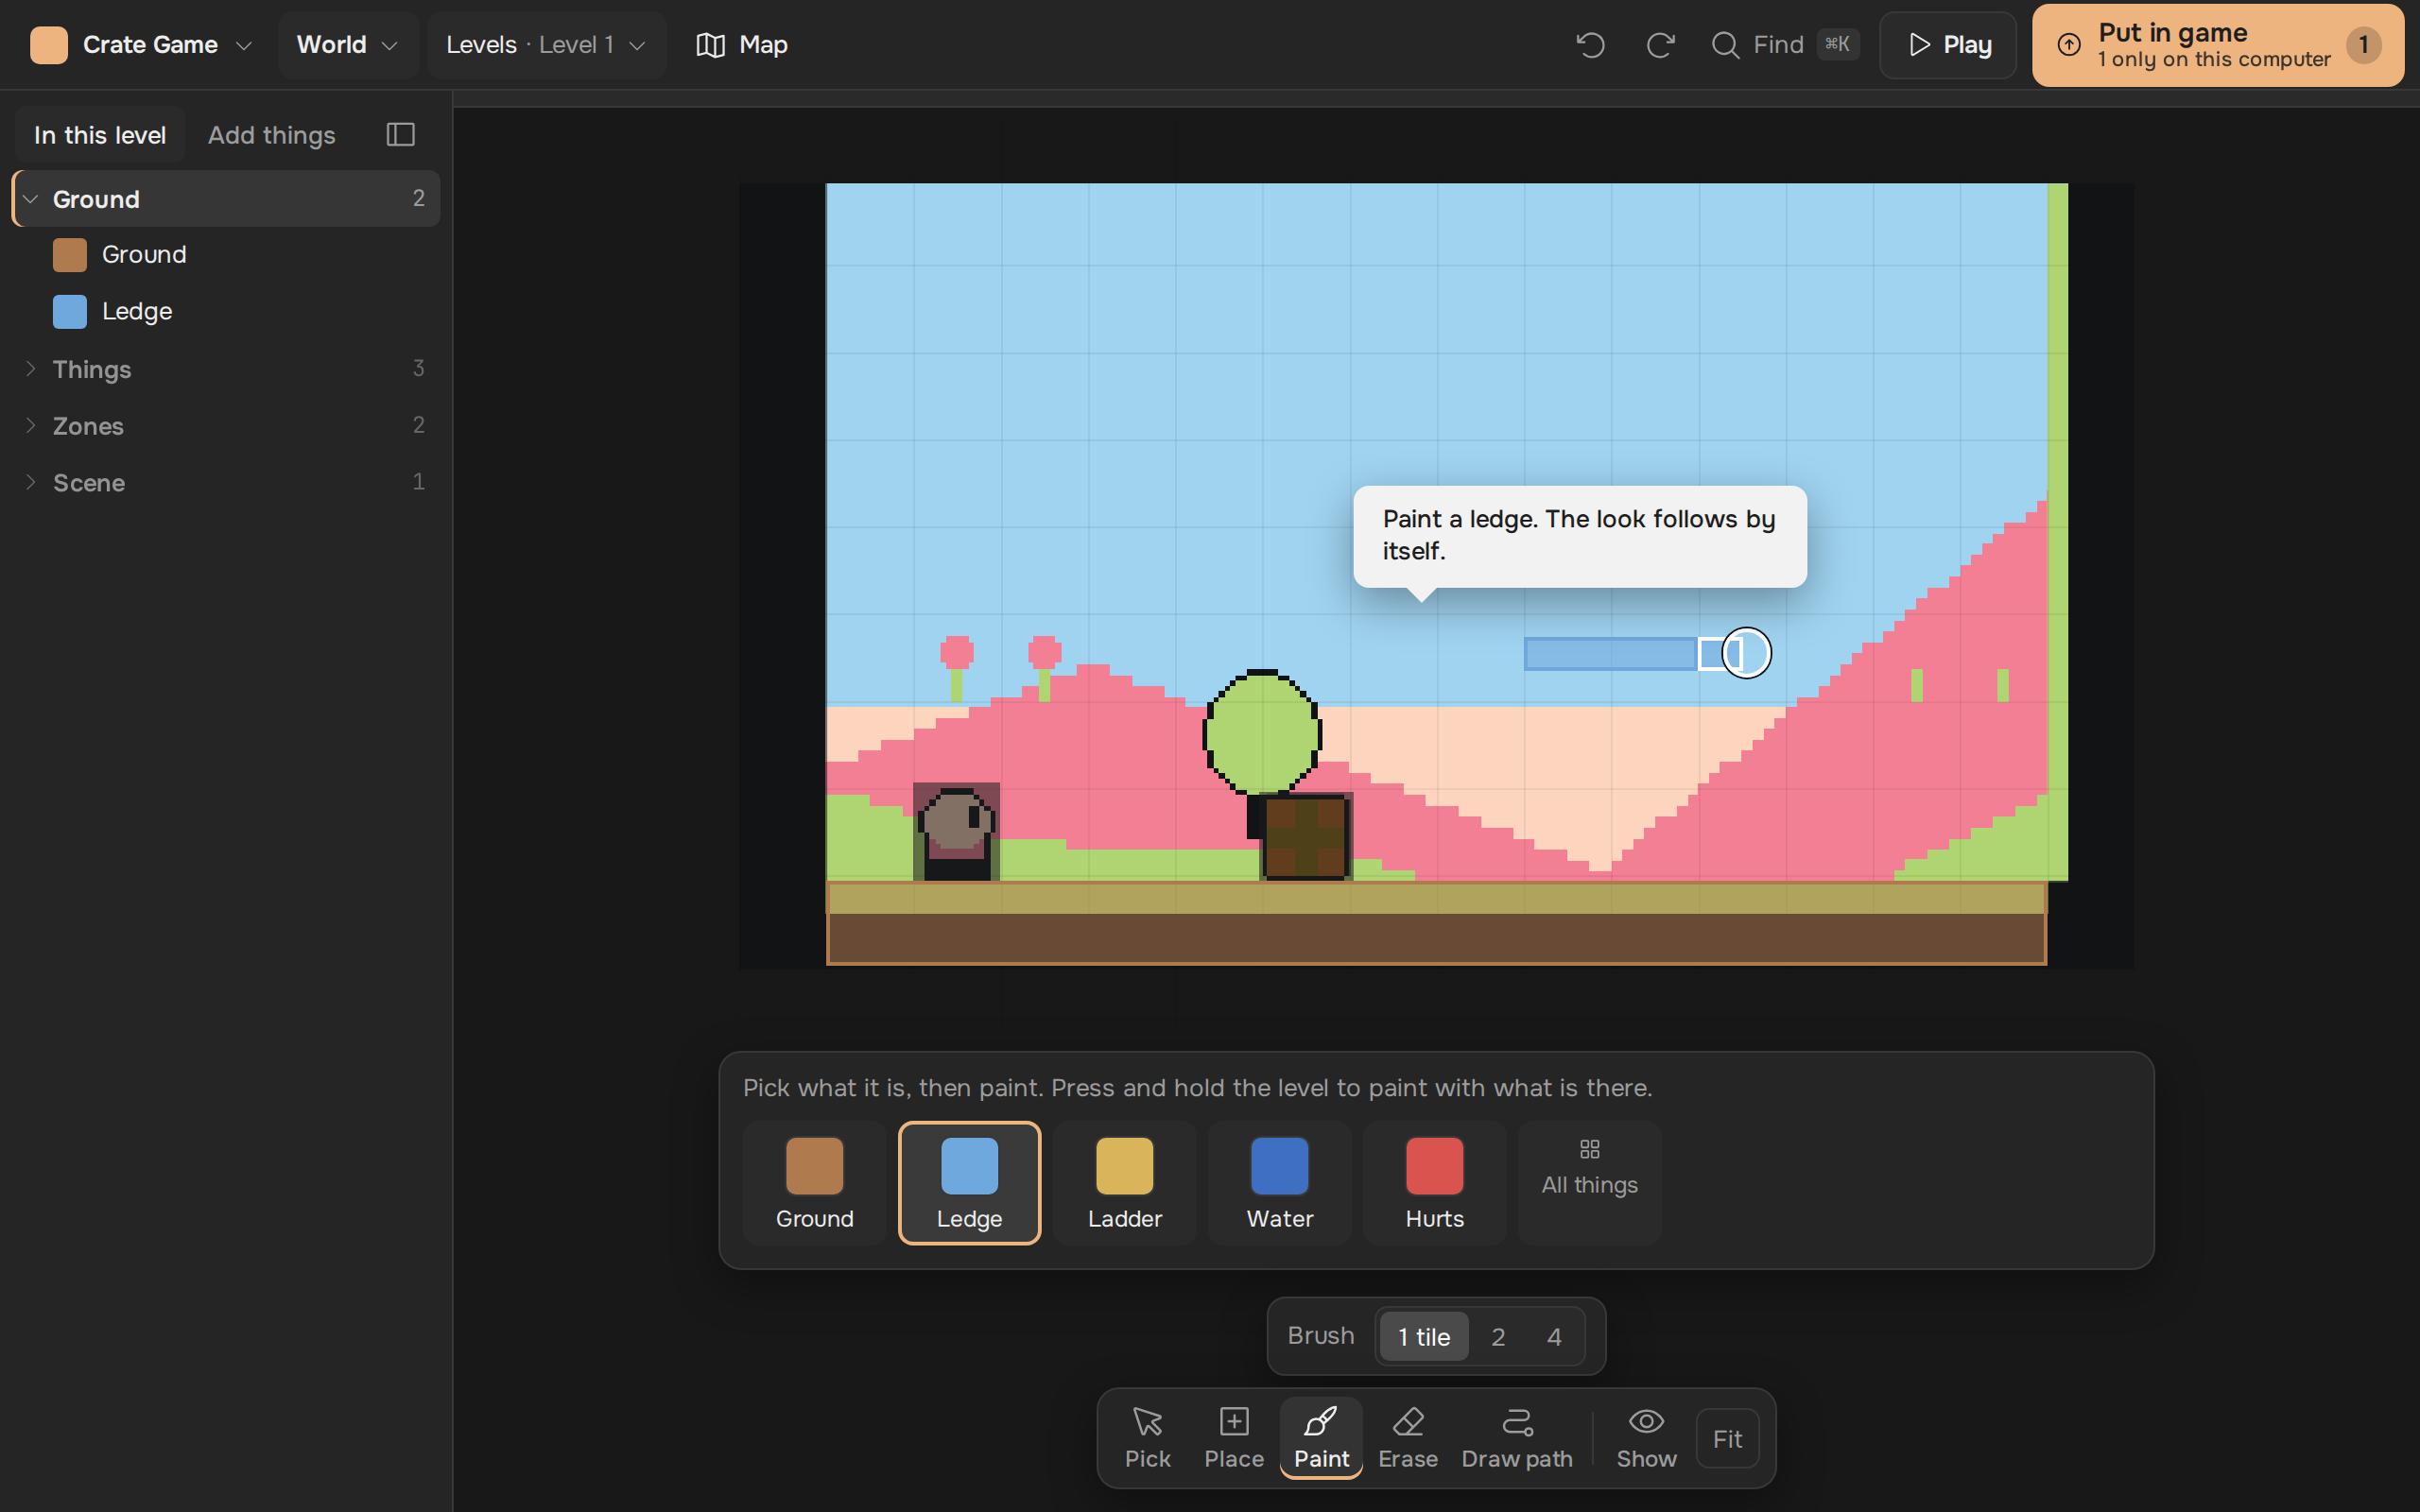 Crate Game
World
Levels · Level 1
Map
Find
⌘K
Play
Put in game
1 only on this computer
1
In this level
Add things
Ground 2
Ground
Ledge
Things 3
Zones 2
Scene 1
Paint a ledge. The look follows by
itself.
Pick what it is, then paint. Press and hold the level to paint with what is there.
Ground
Ledge
Ladder
Water
Hurts
All things
Brush
1 tile
2
4
Pick
Place
Paint
Erase
Draw path
Show
Fit